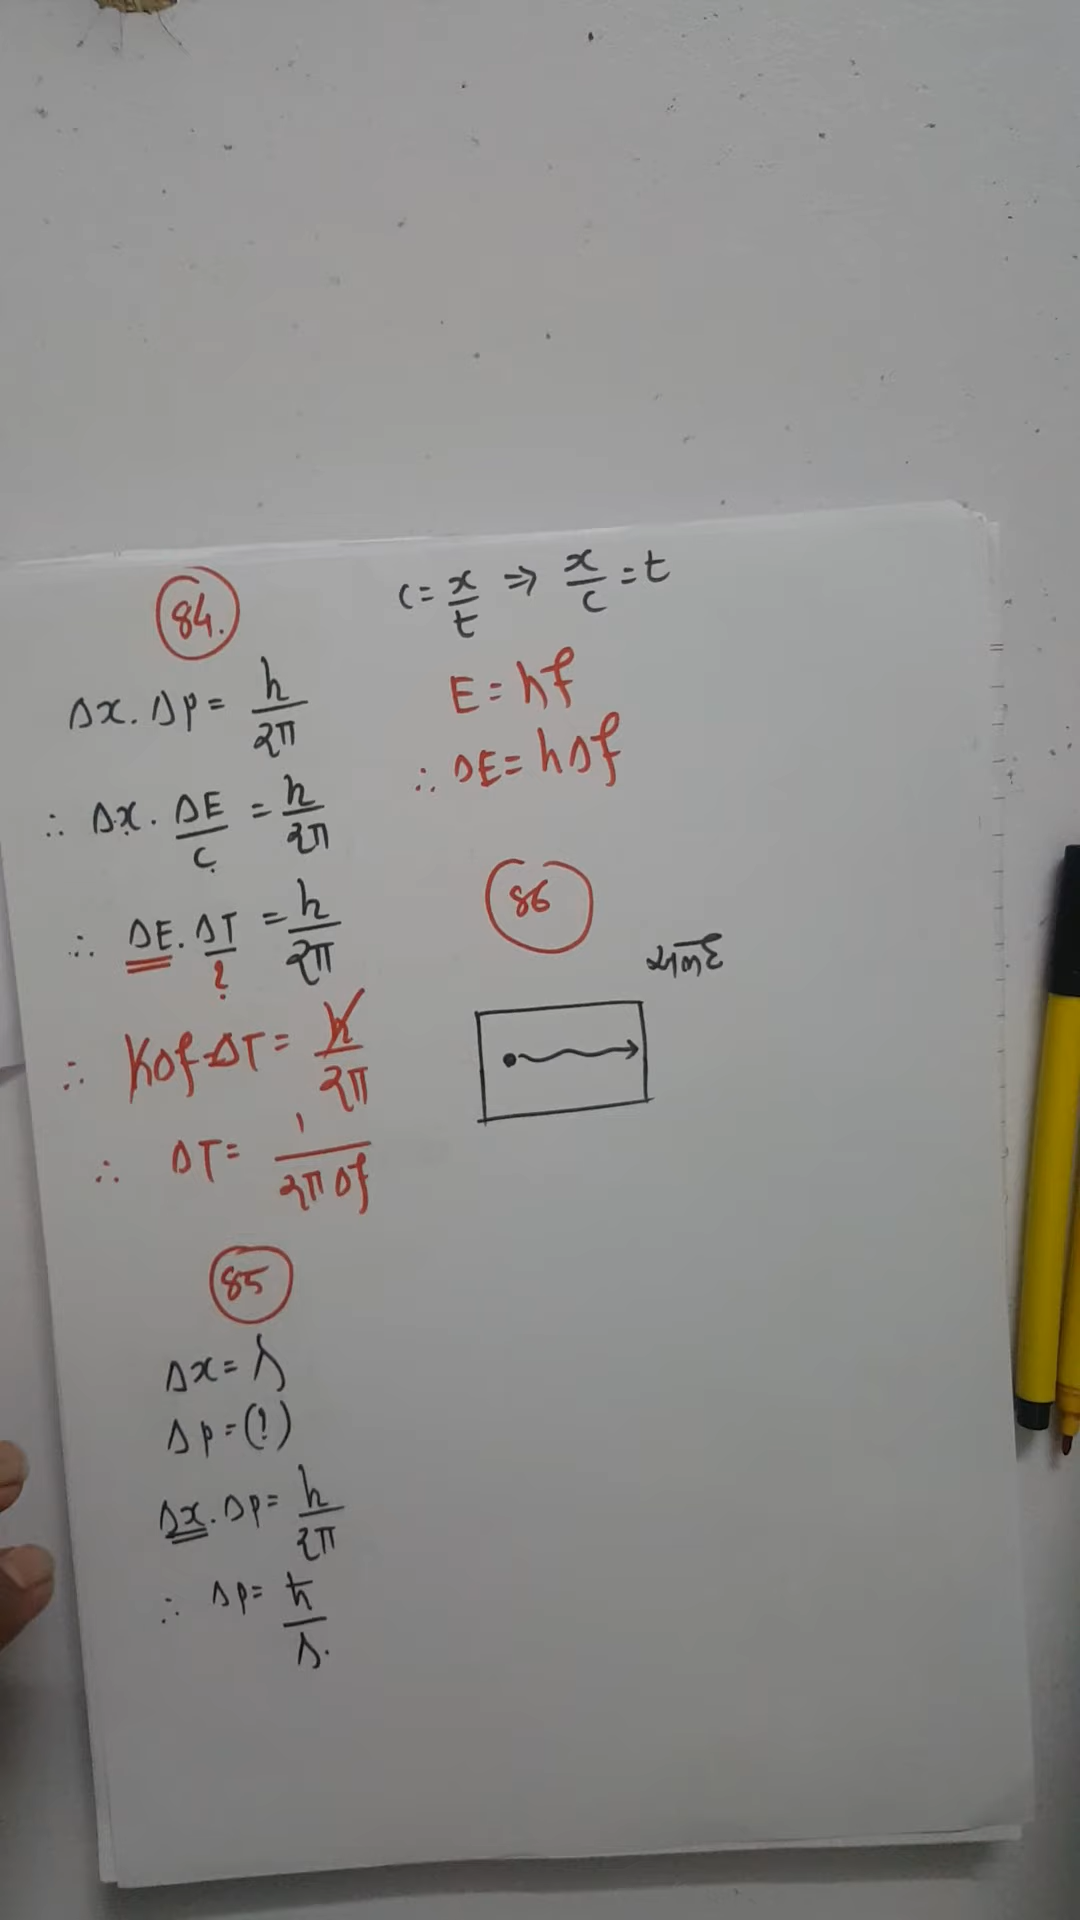 84.
Δx. Δp = h/2π
∴ Δx. ΔE/c = h/2π
∴ ΔE. ΔT = h/2π
?
∴ hΔf·ΔT = h/2π
∴ ΔT = 1/2πΔf
c = x/t ⇒ x/c = t
E = hf
∴ ΔE = hΔf
85
Δx = λ
Δp = (?)
Δx. Δp = h/2π
∴ Δp = ħ/λ.
86